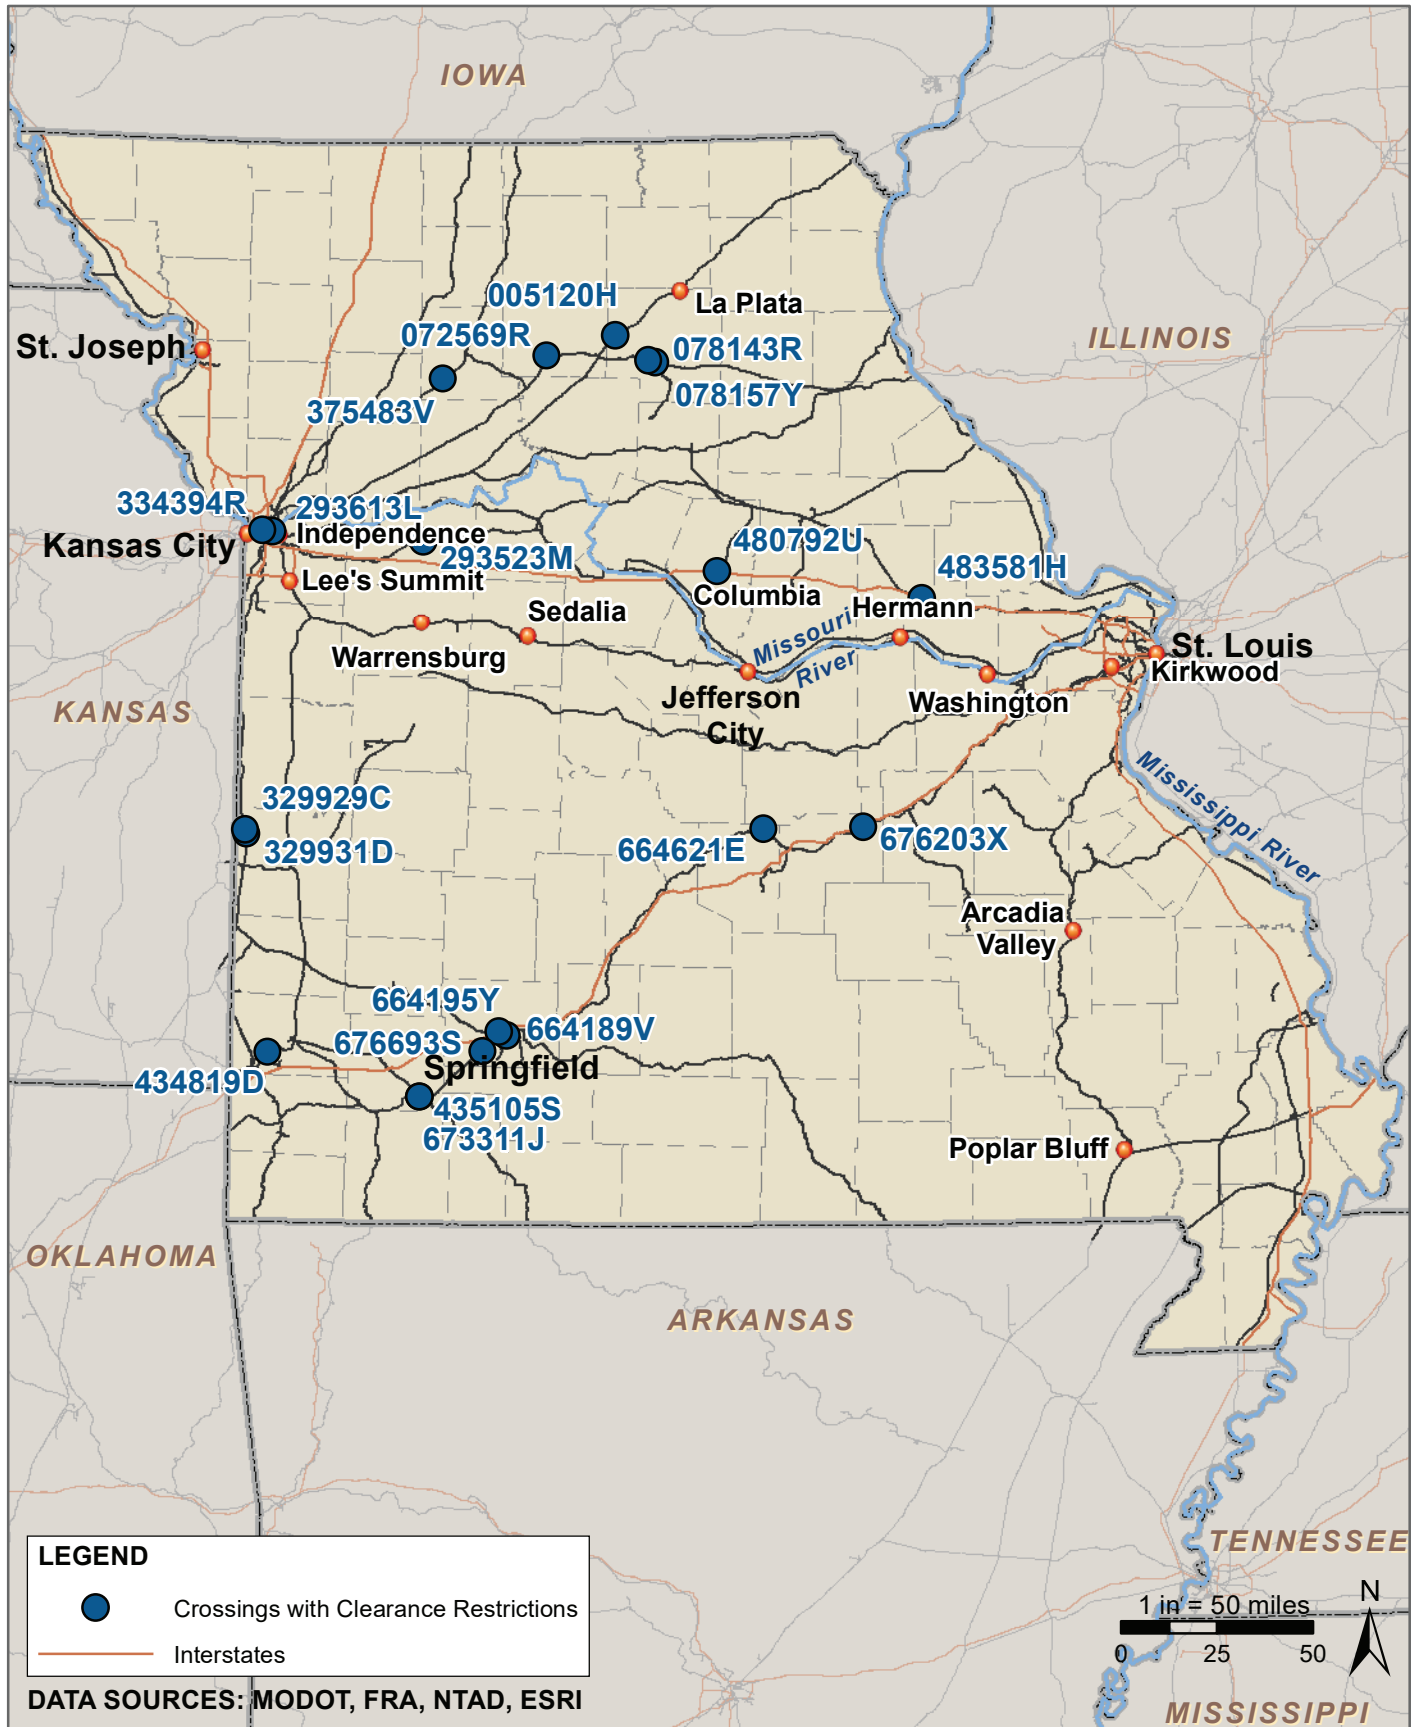 IOWA
005120H
La Plata
072569R
ILLINOIS
St. Joseph
078143R
078157Y
375483V
334394R
293613L
Independence
Kansas City
293523M
480792U
483581H
Lee's Summit
Columbia
Sedalia
Hermann
Missouri
River
Warrensburg
St. Louis
Kirkwood
Jefferson
City
Washington
KANSAS
Mississippi River
329929C
329931D
664621E
676203X
Arcadia
Valley
664195Y
664189V
676693S
Springfield
434819D
435105S
673311J
Poplar Bluff
OKLAHOMA
ARKANSAS
TENNESSEE
LEGEND
Crossings with Clearance Restrictions
Interstates
1 in = 50 miles
N
0 25 50
DATA SOURCES: MODOT, FRA, NTAD, ESRI
MISSISSIPPI